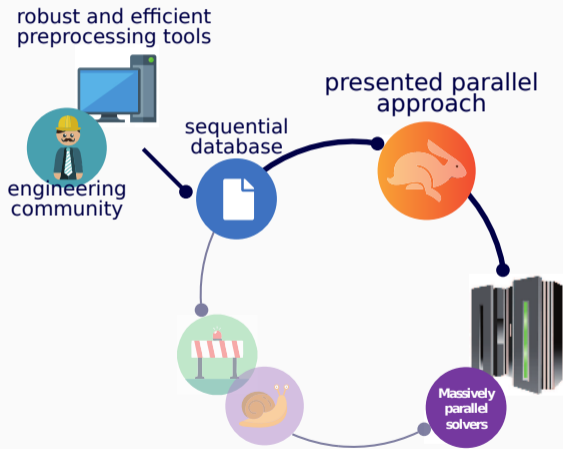 robust and efficient
preprocessing tools
presented parallel
approach
sequential
database
engineering
community
Massively
parallel
solvers